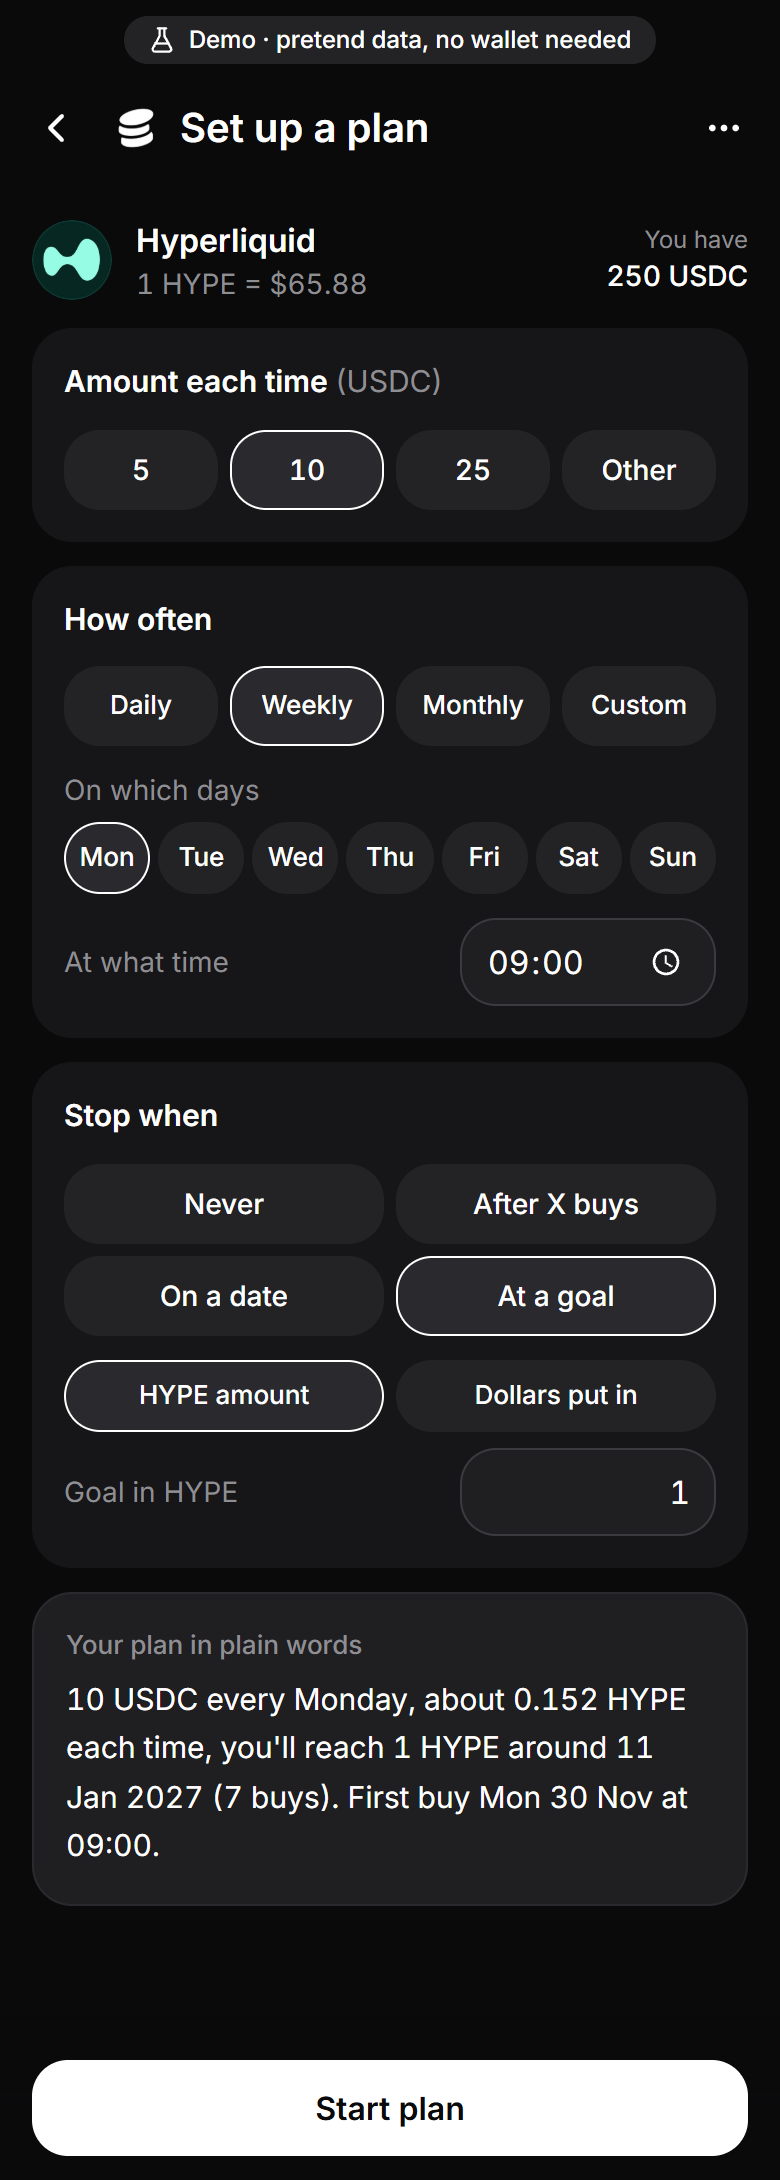 Demo · pretend data, no wallet needed
Set up a plan
Hyperliquid
1 HYPE = $65.88
You have
250 USDC
Amount each time (USDC)
5 10 25 Other
How often
Daily Weekly Monthly Custom
On which days
Mon Tue Wed Thu Fri Sat Sun
At what time 09:00
Stop when
Never After X buys
On a date At a goal
HYPE amount Dollars put in
Goal in HYPE 1
Your plan in plain words
10 USDC every Monday, about 0.152 HYPE
each time, you'll reach 1 HYPE around 11
Jan 2027 (7 buys). First buy Mon 30 Nov at
09:00.
Start plan